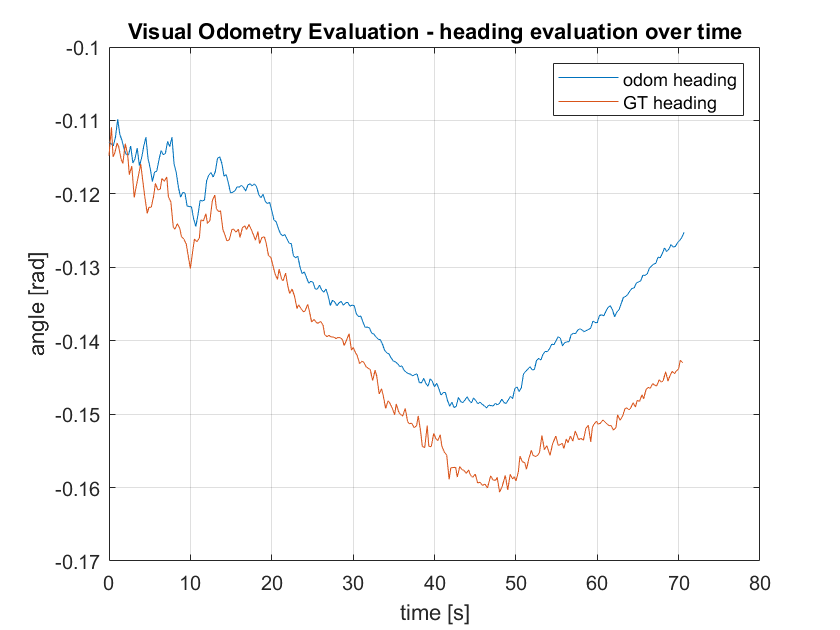 Visual Odometry Evaluation - heading evaluation over time
-0.1
odom heading
GT heading
-0.11
-0.12
-0.13
-0.14
-0.15
-0.16
-0.17
angle [rad]
0 10 20 30 40 50 60 70 80
time [s]